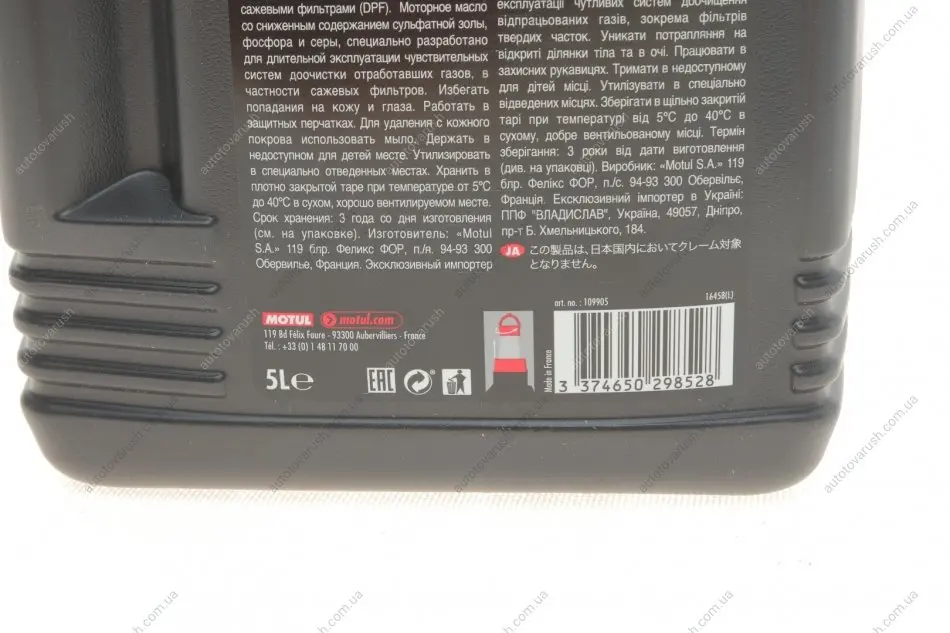 сажевыми фильтрами (DPF). Моторное масло
со сниженным содержанием сульфатной золы,
фосфора и серы, специально разработано
для длительной эксплуатации чувствительных
систем доочистки отработавших газов, в
частности сажевых фильтров. Избегать
попадания на кожу и глаза. Работать в
защитных перчатках. Для удаления с кожного
покрова использовать мыло. Держать в
недоступном для детей месте. Утилизировать
в специально отведенных местах. Хранить в
плотно закрытой таре при температуре от 5°C
до 40°C в сухом, хорошо вентилируемом месте.
Срок хранения: 3 года со дня изготовления
(см. на упаковке). Изготовитель: «Motul
S.A.» 119 блр. Феликс ФОР, п./я. 94-93 300
Обервилье, Франция. Эксклюзивный импортер
експлуатації чутливих систем доочищення
відпрацьованих газів, зокрема фільтрів
твердих часток. Уникати потрапляння на
відкриті ділянки тіла та в очі. Працювати в
захисних рукавицях. Тримати в недоступному
для дітей місці. Утилізувати в спеціально
відведених місцях. Зберігати в щільно закритій
тарі при температурі від 5°C до 40°C в
сухому, добре вентильованому місці. Термін
зберігання: 3 роки від дати виготовлення
(див. на упаковці). Виробник: «Motul S.A.» 119
блр. Фелікс ФОР, п./с. 94-93 300 Обервільє,
Франція. Ексклюзивний імпортер в Україні:
ППФ "ВЛАДИСЛАВ", Україна, 49057, Дніпро,
пр-т Б. Хмельницького, 184.
JA この製品は、日本国内においてクレーム対象
となりません。
MOTUL motul.com
119 Bd Félix Faure - 93300 Aubervilliers - France
Tél. : +33 (0) 1 48 11 70 00
5L℮
EAC
art. no. : 109905
1645B(I.)
Made in France
3 374650 298528
autotovarush.com.ua